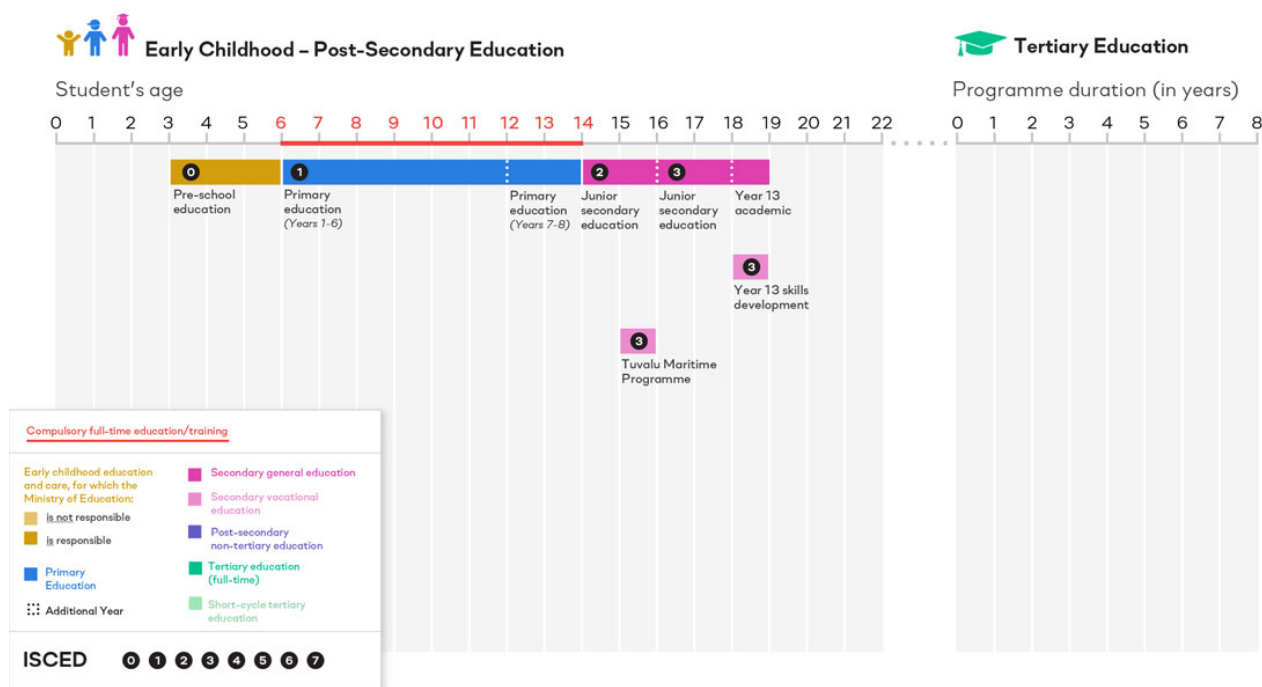 Early Childhood – Post-Secondary Education
Tertiary Education
Student's age
Programme duration (in years)
0 1 2 3 4 5 6 7 8 9 10 11 12 13 14 15 16 17 18 19 20 21 22
0 1 2 3 4 5 6 7 8
0
1
2
3
Pre-school
education
Primary
education
(Years 1-6)
Primary
education
(Years 7-8)
Junior
secondary
education
Junior
secondary
education
Year 13
academic
3
Year 13 skills
development
3
Tuvalu Maritime
Programme
Compulsory full-time education/training
Early childhood education
and care, for which the
Ministry of Education:
is not responsible
is responsible
Primary
Education
Additional Year
Secondary general education
Secondary vocational
education
Post-secondary
non-tertiary education
Tertiary education
(full-time)
Short-cycle tertiary
education
ISCED 0 1 2 3 4 5 6 7